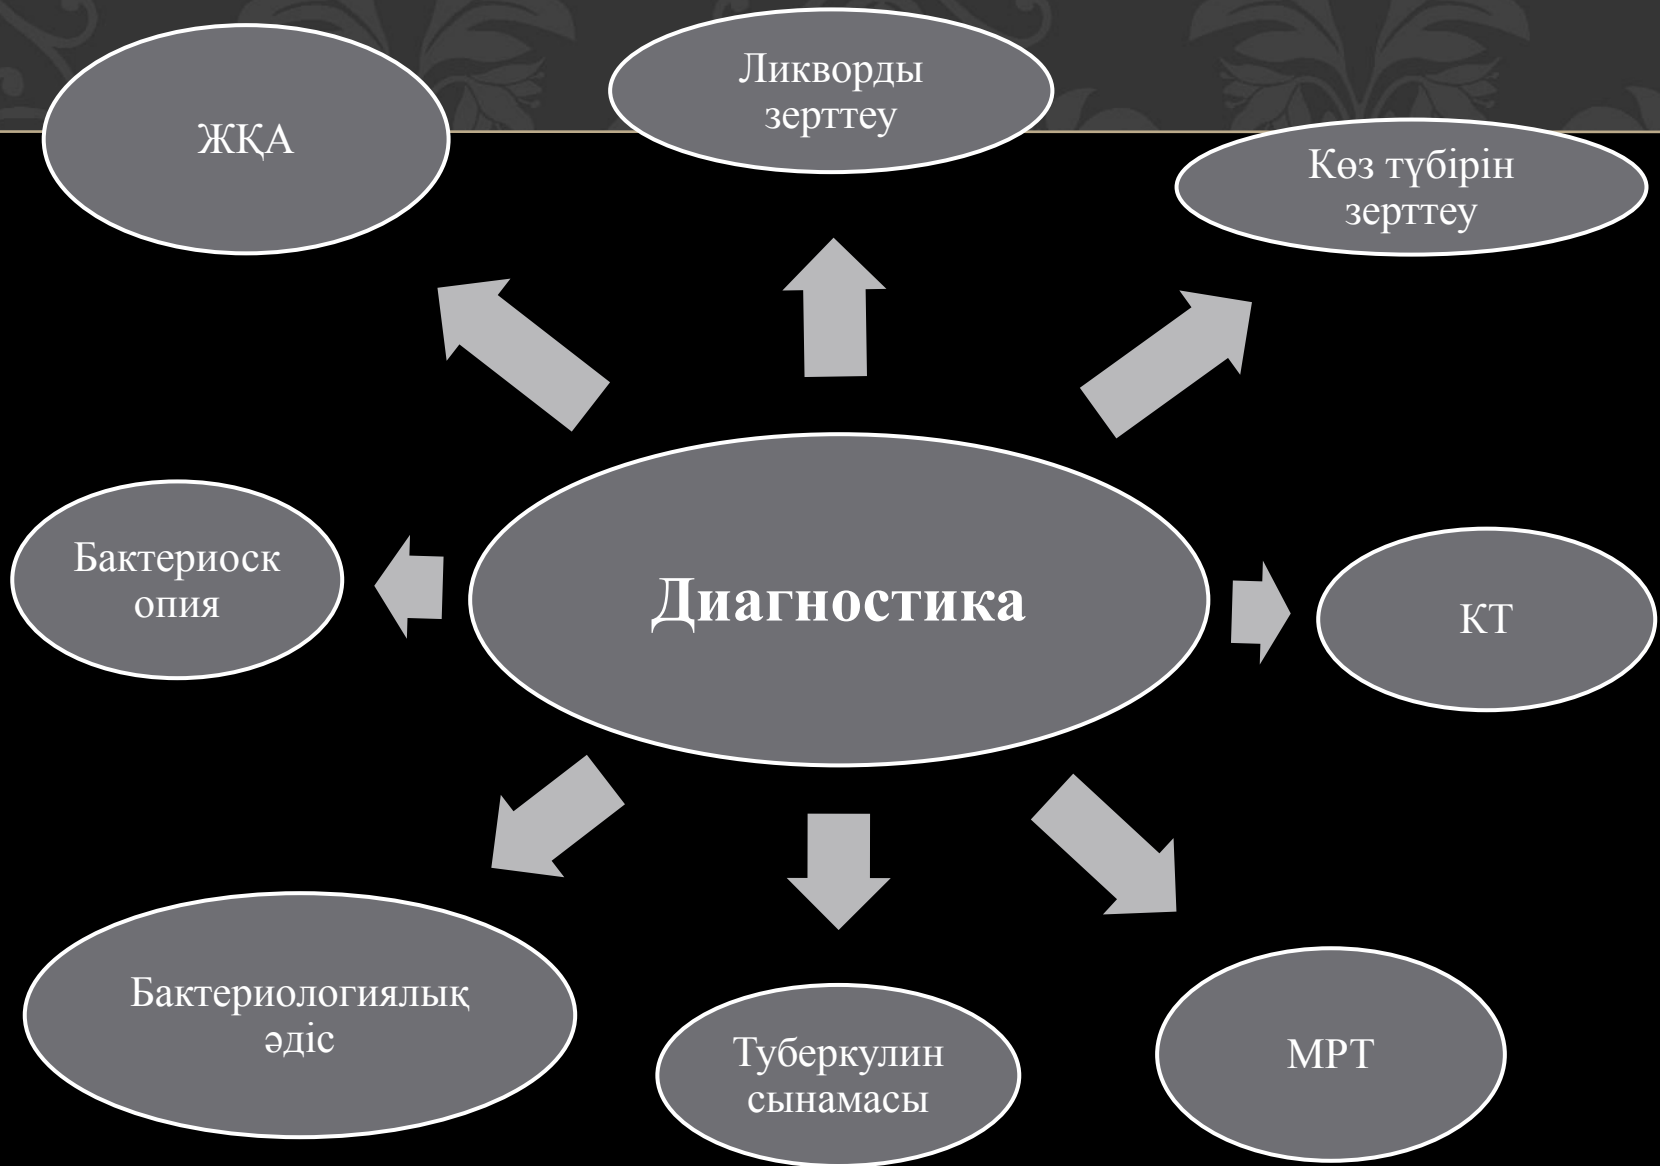 ЖҚА
Ликворды
зерттеу
Көз түбірін
зерттеу
Бактериоск
опия
Диагностика
КТ
Бактериологиялық
әдіс
Туберкулин
сынамасы
МРТ